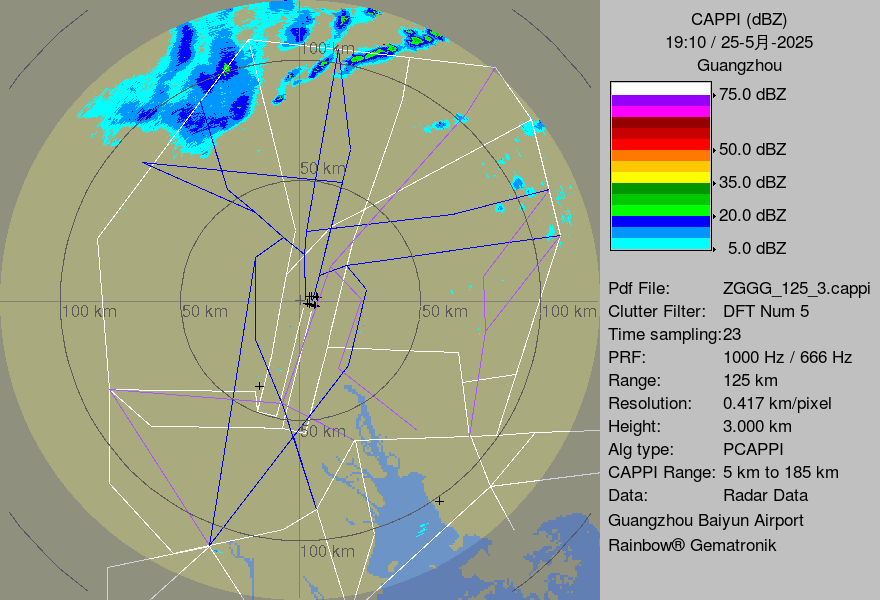 CAPPI (dBZ)
19:10 / 25-5月-2025
Guangzhou
75.0 dBZ
50.0 dBZ
35.0 dBZ
20.0 dBZ
5.0 dBZ
Pdf File: ZGGG_125_3.cappi
Clutter Filter: DFT Num 5
Time sampling:23
PRF: 1000 Hz / 666 Hz
Range: 125 km
Resolution: 0.417 km/pixel
Height: 3.000 km
Alg type: PCAPPI
CAPPI Range: 5 km to 185 km
Data: Radar Data
Guangzhou Baiyun Airport
Rainbow® Gematronik
100 km
50 km
100 km 50 km 50 km 100 km
50 km
100 km